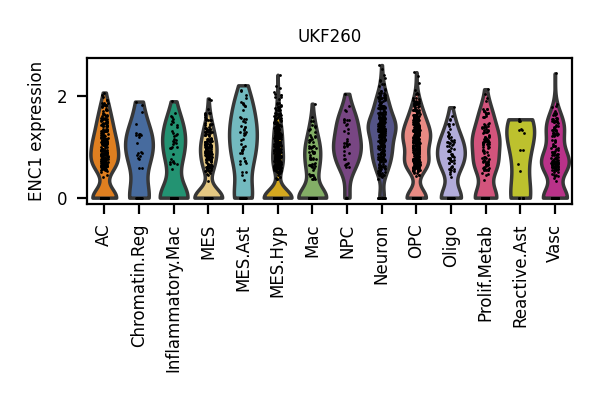 UKF260
ENC1 expression
2
0
AC
Chromatin.Reg
Inflammatory.Mac
MES
MES.Ast
MES.Hyp
Mac
NPC
Neuron
OPC
Oligo
Prolif.Metab
Reactive.Ast
Vasc